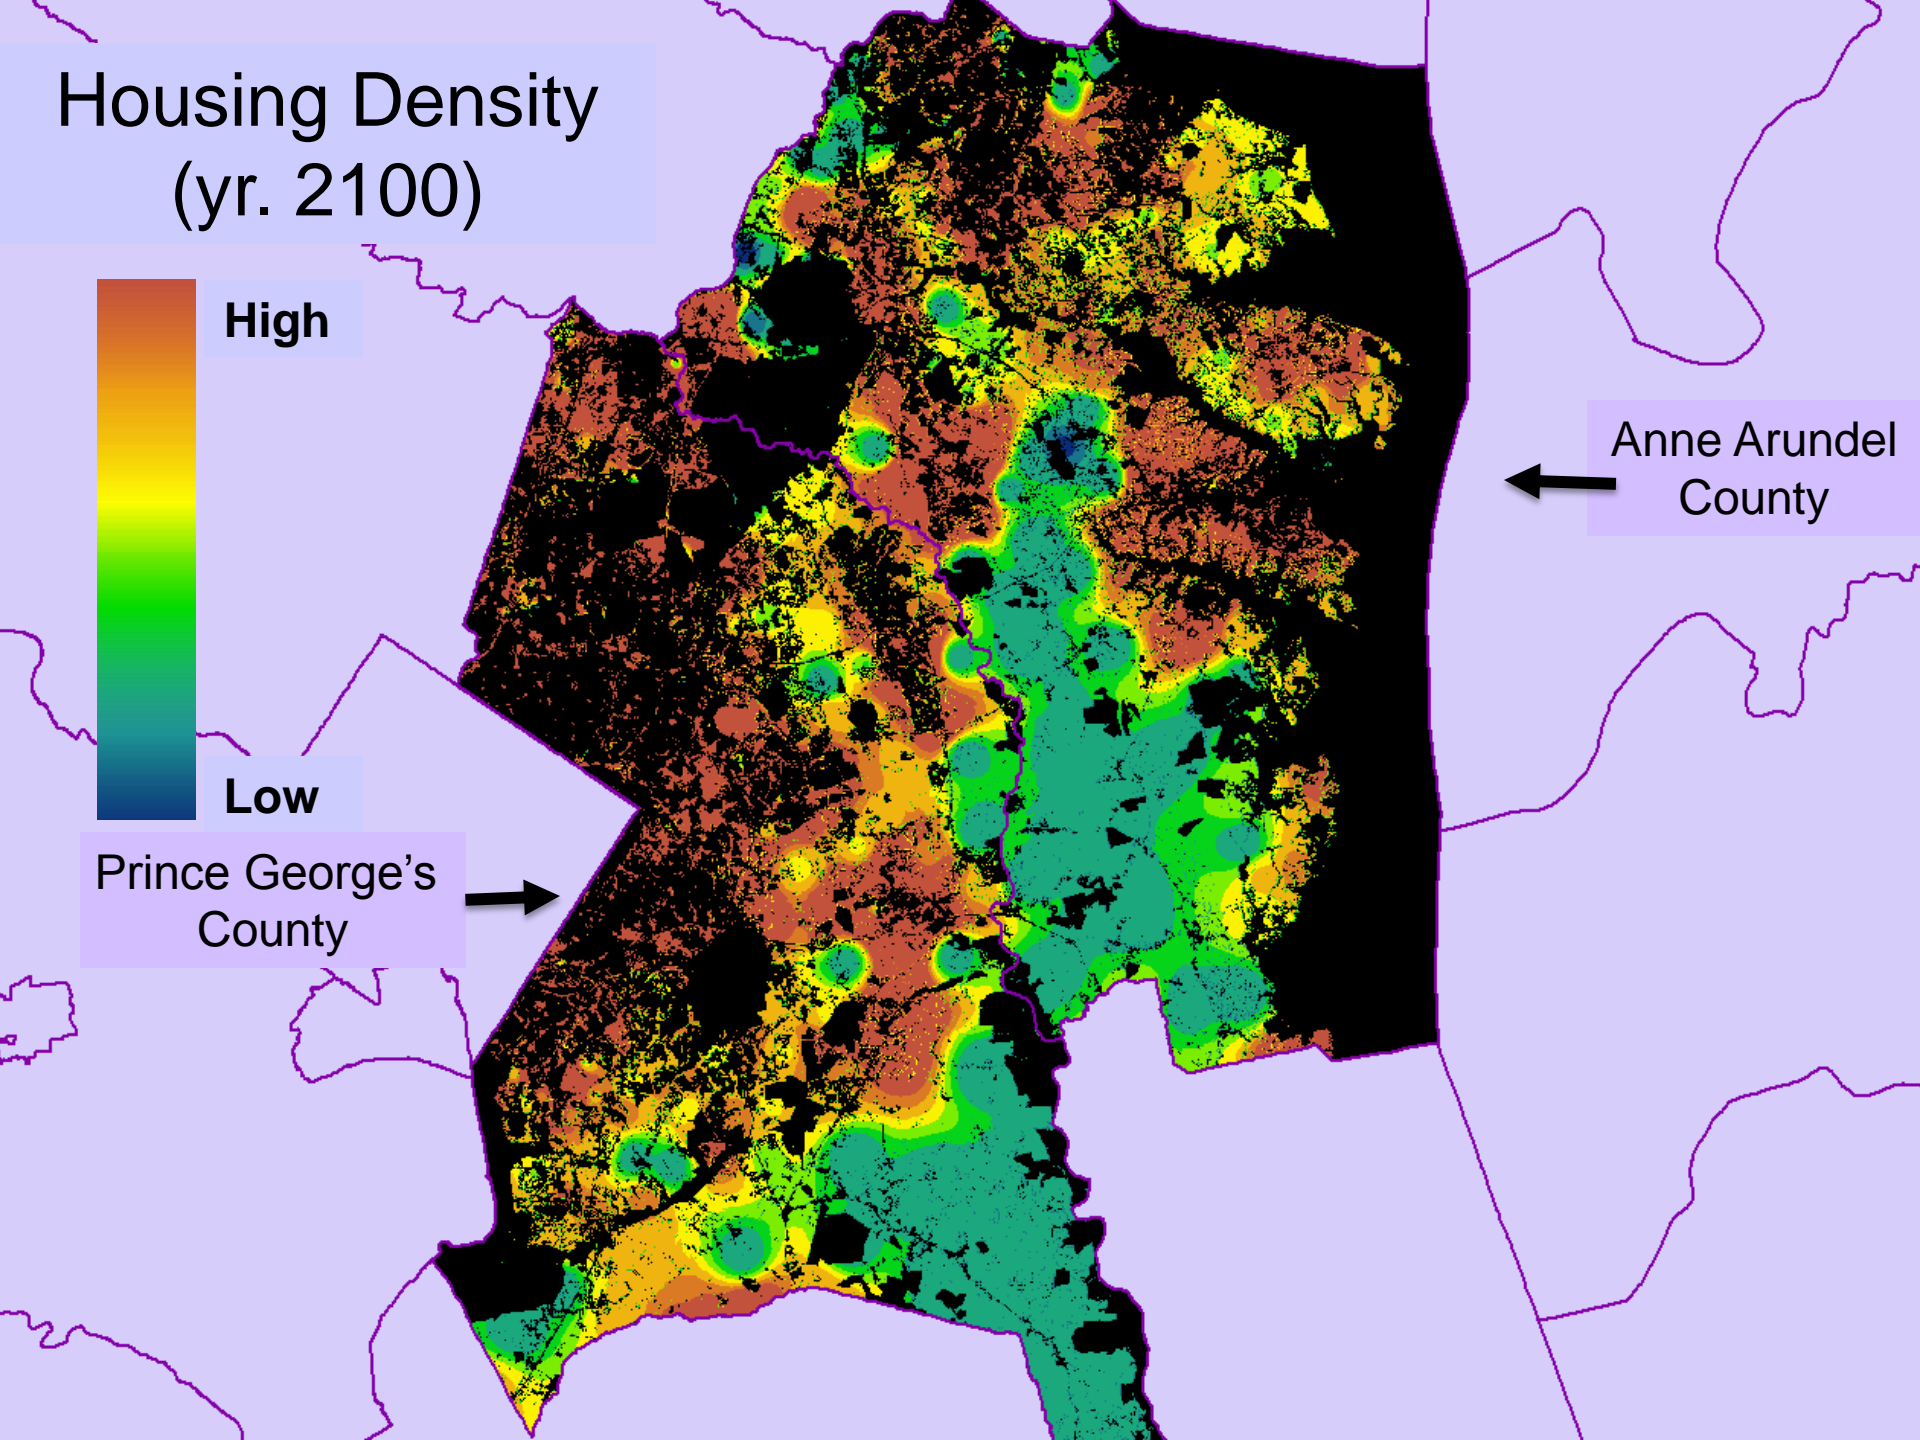 Housing Density
(yr. 2100)
High
Low
Prince George’s
County
Anne Arundel
County